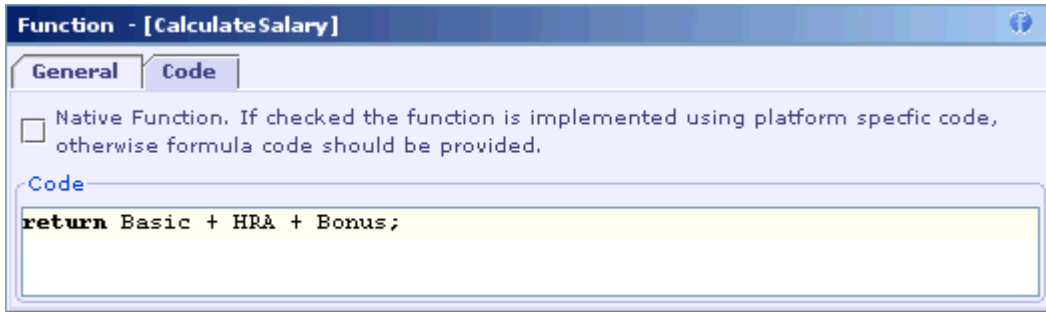 Function - [CalculateSalary]
General Code
Native Function. If checked the function is implemented using platform specfic code,
otherwise formula code should be provided.
Code
return Basic + HRA + Bonus;